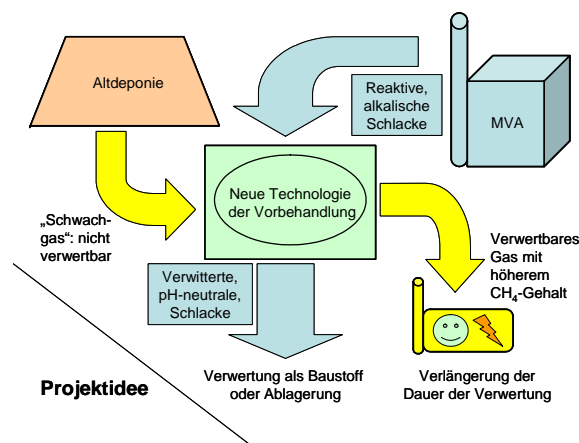 Altdeponie
Reaktive,
alkalische
Schlacke
MVA
Neue Technologie
der Vorbehandlung
„Schwach-
gas“: nicht
verwertbar
Verwertbares
Gas mit
höherem
CH₄-Gehalt
Verwitterte,
pH-neutrale,
Schlacke
Projektidee
Verwertung als Baustoff
oder Ablagerung
Verlängerung der
Dauer der Verwertung